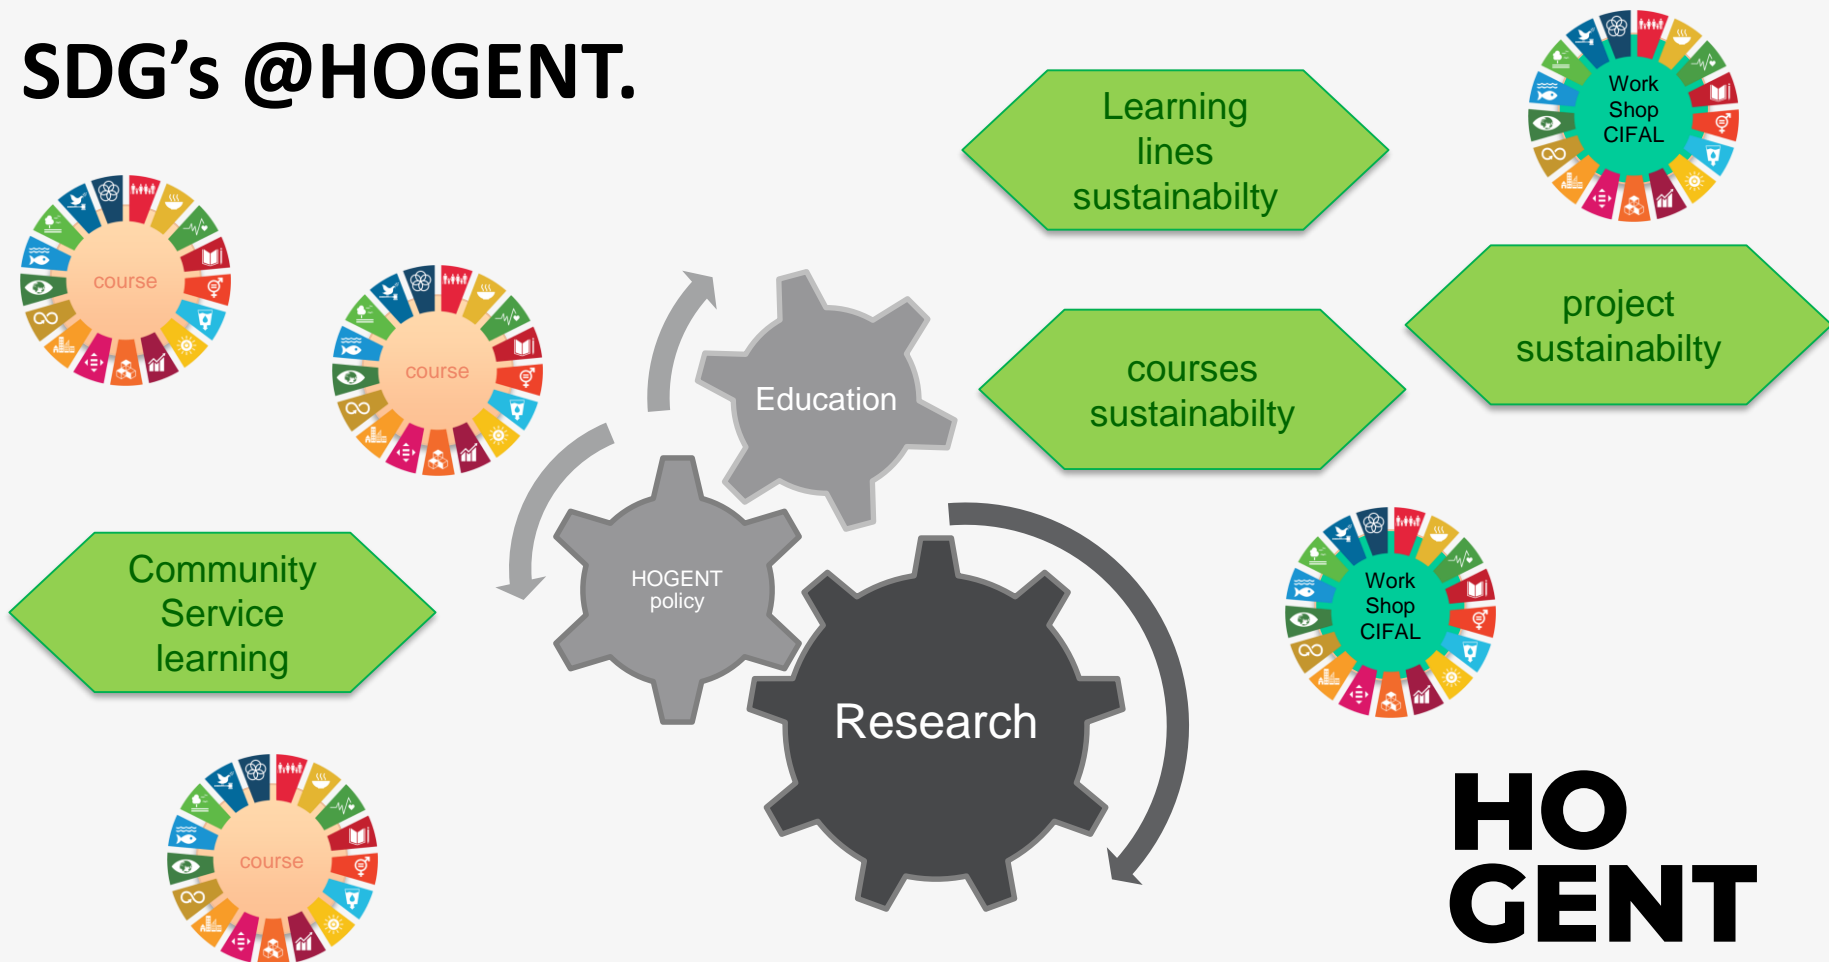 SDG's @HOGENT.
Learning
lines
sustainabilty
Work
Shop
CIFAL
course
course
Education
courses
sustainabilty
project
sustainabilty
Community
Service
learning
HOGENT
policy
Work
Shop
CIFAL
Research
course
HO
GENT